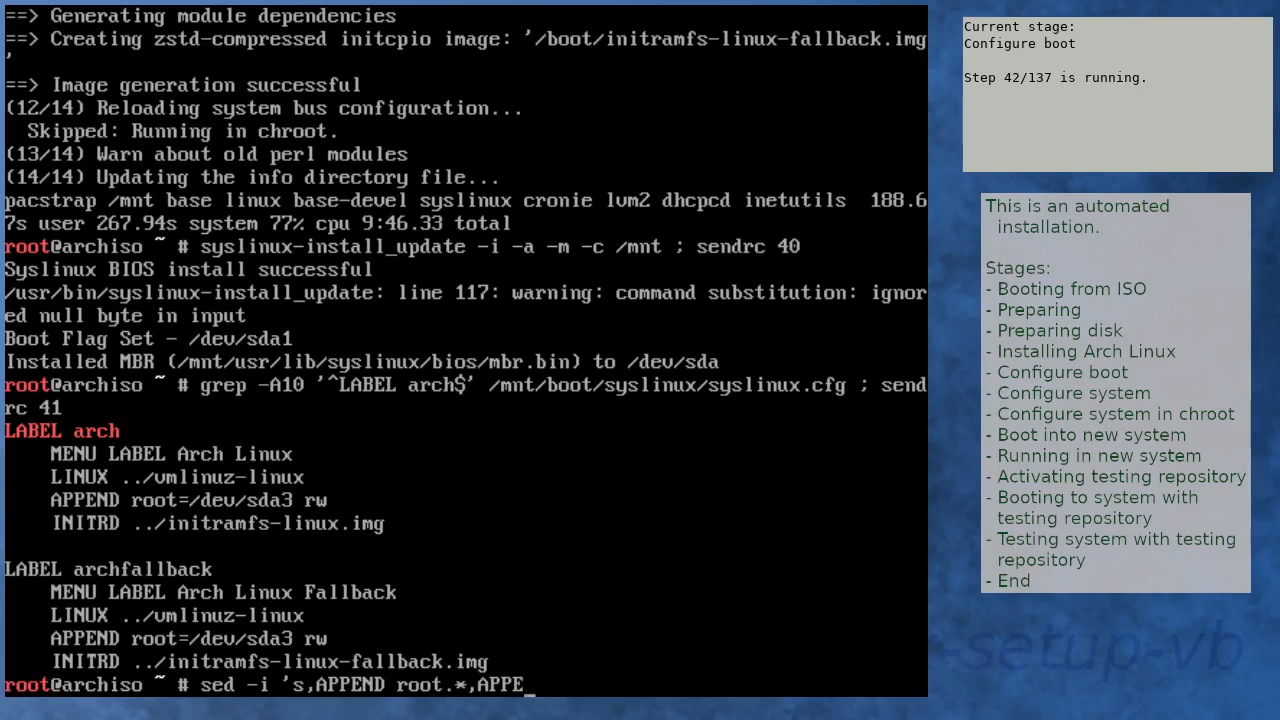 ==> Generating module dependencies
==> Creating zstd-compressed initcpio image: '/boot/initramfs-linux-fallback.img
'
==> Image generation successful
(12/14) Reloading system bus configuration...
  Skipped: Running in chroot.
(13/14) Warn about old perl modules
(14/14) Updating the info directory file...
pacstrap /mnt base linux base-devel syslinux cronie lvm2 dhcpcd inetutils  188.6
7s user 267.94s system 77% cpu 9:46.33 total
root@archiso ~ # syslinux-install_update -i -a -m -c /mnt ; sendrc 40
Syslinux BIOS install successful
/usr/bin/syslinux-install_update: line 117: warning: command substitution: ignor
ed null byte in input
Boot Flag Set - /dev/sda1
Installed MBR (/mnt/usr/lib/syslinux/bios/mbr.bin) to /dev/sda
root@archiso ~ # grep -A10 '^LABEL arch$' /mnt/boot/syslinux/syslinux.cfg ; send
rc 41
LABEL arch
    MENU LABEL Arch Linux
    LINUX ../vmlinuz-linux
    APPEND root=/dev/sda3 rw
    INITRD ../initramfs-linux.img

LABEL archfallback
    MENU LABEL Arch Linux Fallback
    LINUX ../vmlinuz-linux
    APPEND root=/dev/sda3 rw
    INITRD ../initramfs-linux-fallback.img
root@archiso ~ # sed -i 's,APPEND root.*,APPE_
Current stage:
Configure boot
Step 42/137 is running.
This is an automated
installation.
Stages:
- Booting from ISO
- Preparing
- Preparing disk
- Installing Arch Linux
- Configure boot
- Configure system
- Configure system in chroot
- Boot into new system
- Running in new system
- Activating testing repository
- Booting to system with
testing repository
- Testing system with testing
repository
- End
-setup-vb